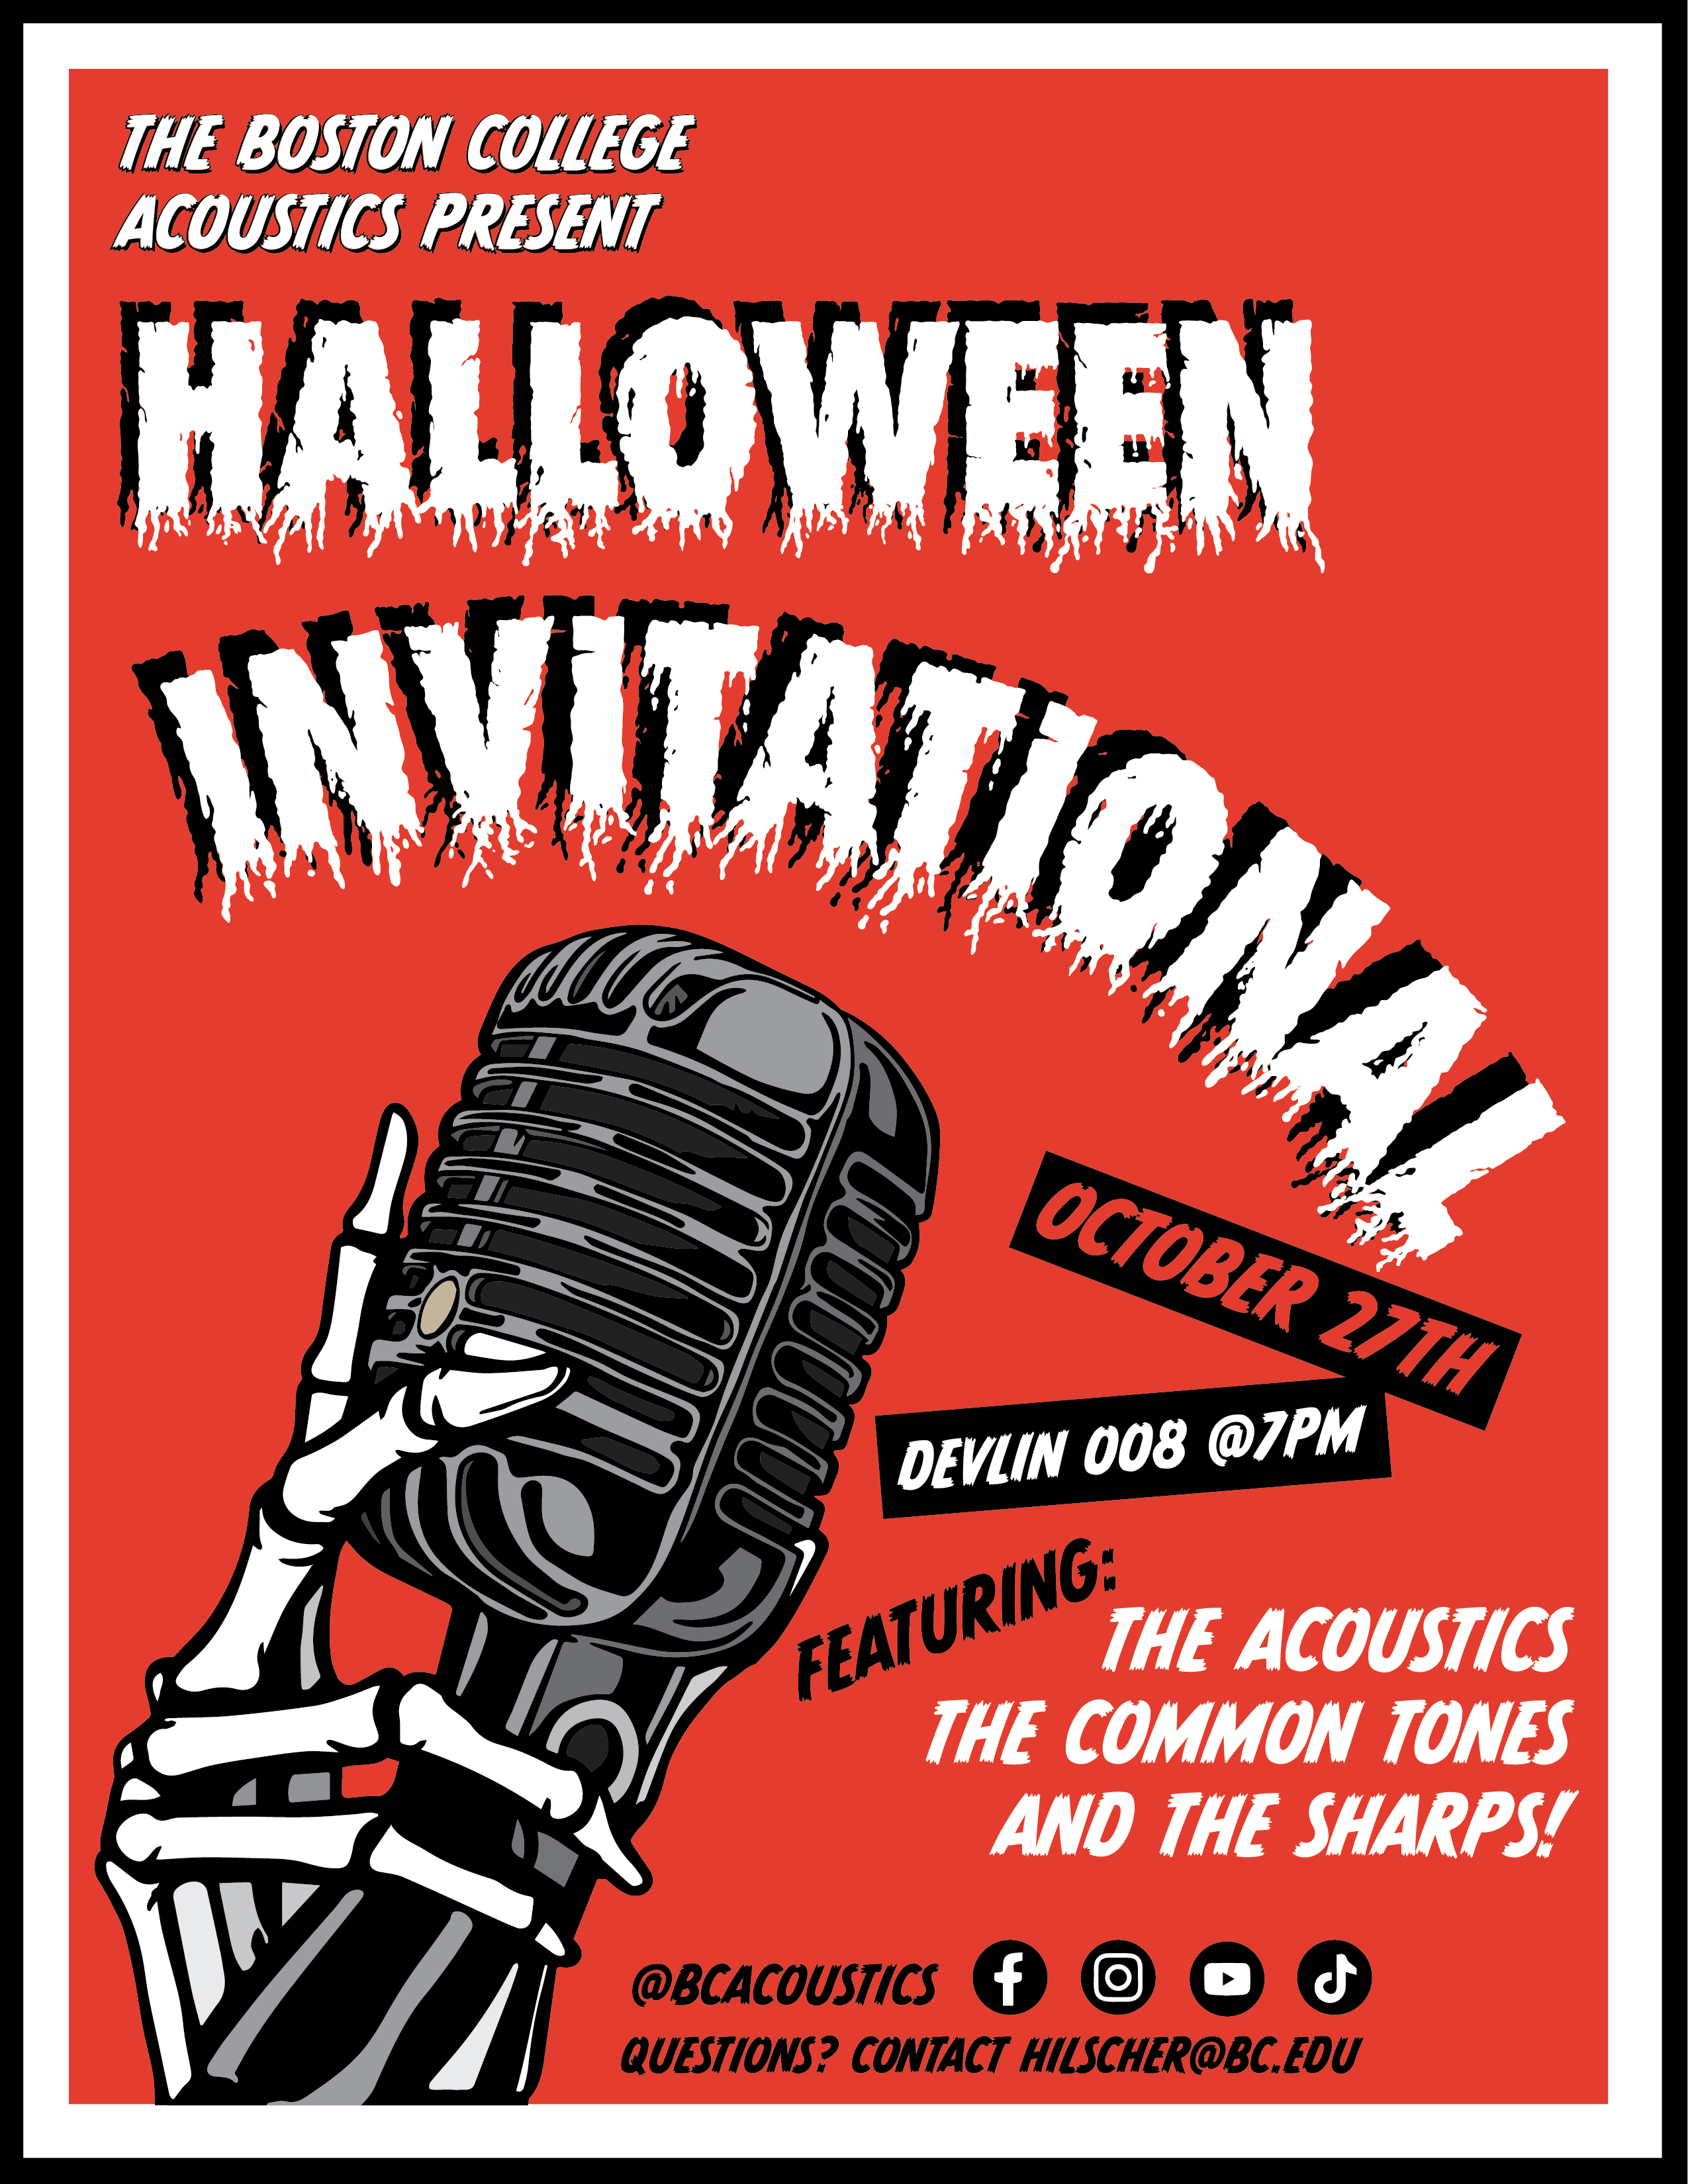 THE BOSTON COLLEGE
ACOUSTICS PRESENT
HALLOWEEN
INVITATIONAL
OCTOBER 27TH
DEVLIN 008 @7PM
FEATURING:
THE ACOUSTICS
THE COMMON TONES
AND THE SHARPS!
@BCACOUSTICS
QUESTIONS? CONTACT HILSCHER@BC.EDU